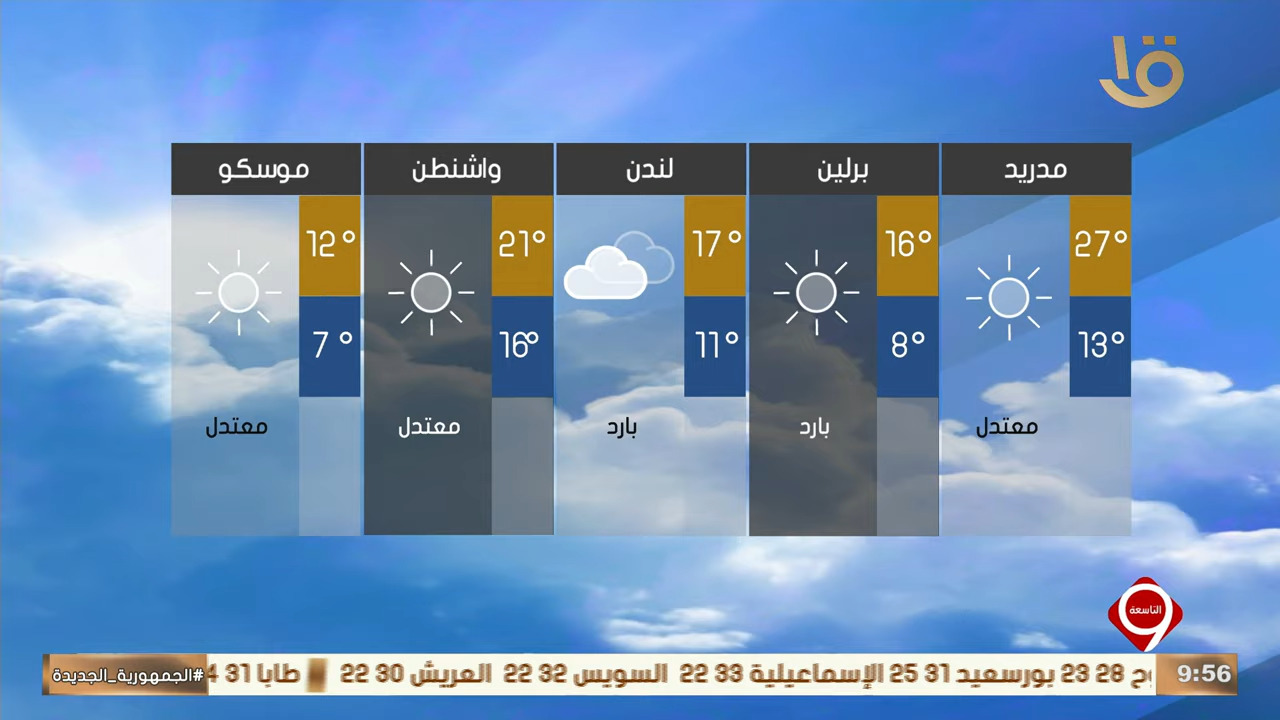 مدريد
27°
13°
معتدل
برلين
16°
8°
بارد
لندن
17°
11°
بارد
واشنطن
21°
16°
معتدل
موسكو
12°
7°
معتدل
التاسعة
9
9:56
28 23 بورسعيد 31 25 الإسماعيلية 33 22 السويس 32 22 العريش 30 22 طابا 31
#الجمهورية_الجديدة